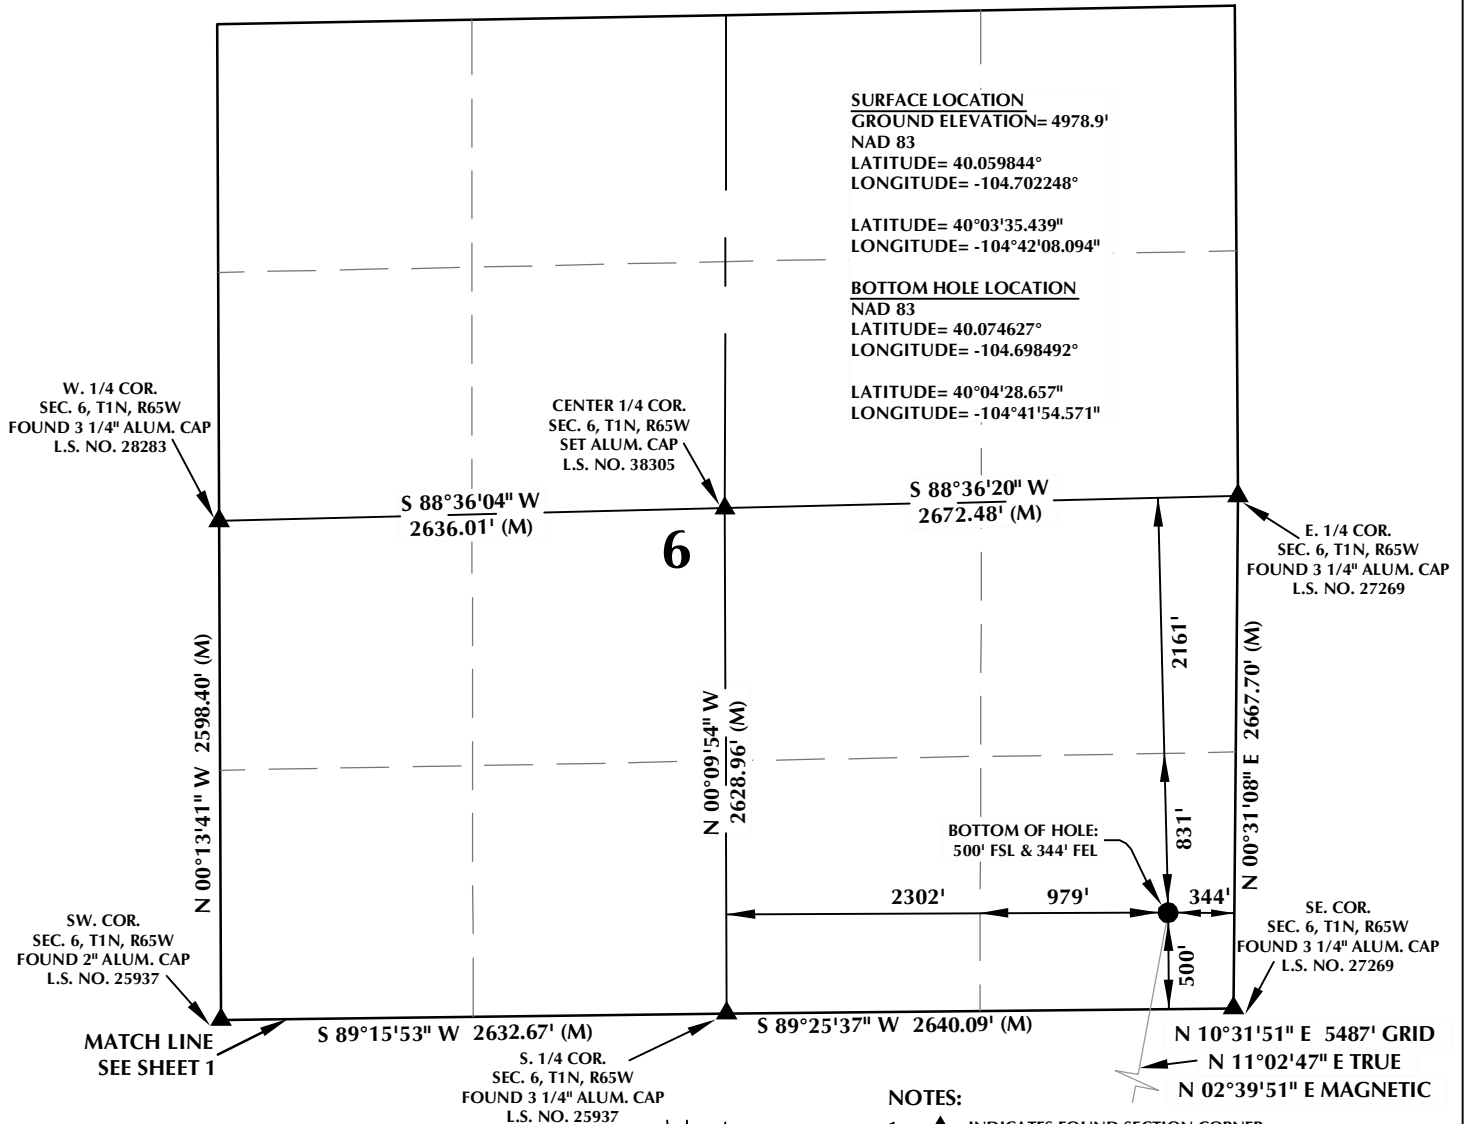 SURFACE LOCATION
GROUND ELEVATION= 4978.9'
NAD 83
LATITUDE= 40.059844°
LONGITUDE= -104.702248°
LATITUDE= 40°03'35.439"
LONGITUDE= -104°42'08.094"
BOTTOM HOLE LOCATION
NAD 83
LATITUDE= 40.074627°
LONGITUDE= -104.698492°
LATITUDE= 40°04'28.657"
LONGITUDE= -104°41'54.571"
W. 1/4 COR.
SEC. 6, T1N, R65W
FOUND 3 1/4" ALUM. CAP
L.S. NO. 28283
CENTER 1/4 COR.
SEC. 6, T1N, R65W
SET ALUM. CAP
L.S. NO. 38305
S 88°36'04" W
2636.01' (M)
S 88°36'20" W
2672.48' (M)
6
E. 1/4 COR.
SEC. 6, T1N, R65W
FOUND 3 1/4" ALUM. CAP
L.S. NO. 27269
N 00°13'41" W 2598.40' (M)
N 00°09'54" W
2628.96' (M)
2161'
N 00°31'08" E 2667.70' (M)
831'
BOTTOM OF HOLE:
500' FSL & 344' FEL
2302'
979'
344'
500'
SW. COR.
SEC. 6, T1N, R65W
FOUND 2" ALUM. CAP
L.S. NO. 25937
SE. COR.
SEC. 6, T1N, R65W
FOUND 3 1/4" ALUM. CAP
L.S. NO. 27269
MATCH LINE
SEE SHEET 1
S 89°15'53" W 2632.67' (M)
S 89°25'37" W 2640.09' (M)
S. 1/4 COR.
SEC. 6, T1N, R65W
FOUND 3 1/4" ALUM. CAP
L.S. NO. 25937
N 10°31'51" E 5487' GRID
N 11°02'47" E TRUE
N 02°39'51" E MAGNETIC
NOTES:
INDICATES FOUND SECTION CORNER